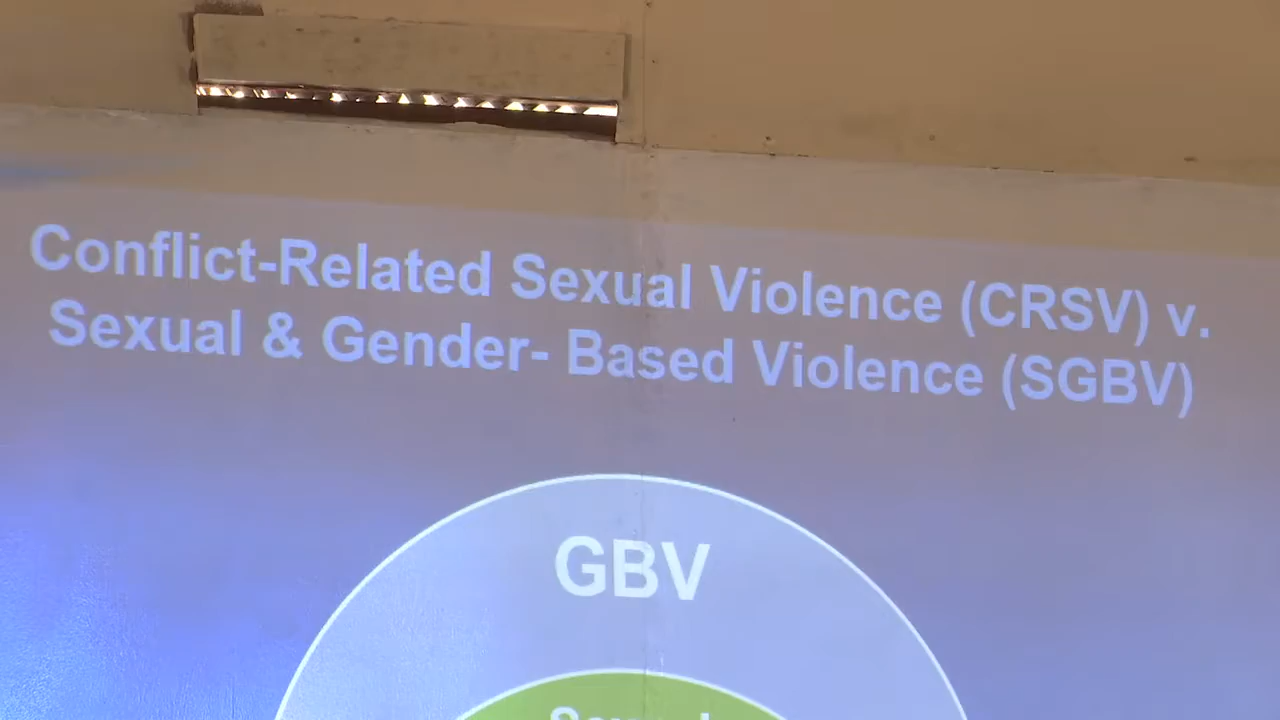 Conflict-Related Sexual Violence (CRSV) v.
Sexual & Gender- Based Violence (SGBV)
GBV